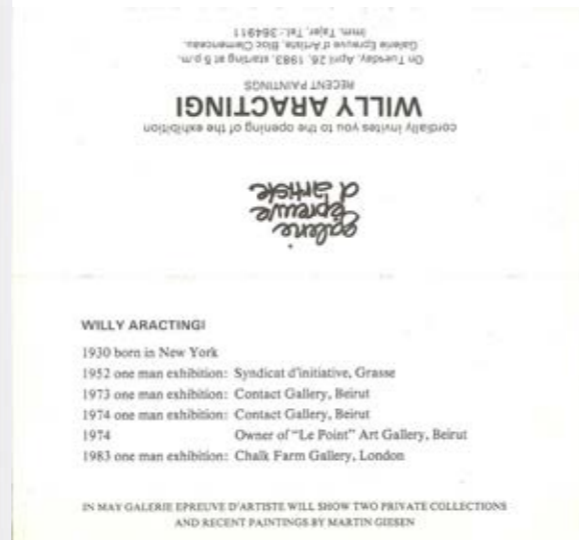 galerie
épreuve
d'artiste
cordially invites you to the opening of the exhibition
WILLY ARACTINGI
RECENT PAINTINGS
On Tuesday, April 26, 1983, starting at 5 p.m.
Galerie Epreuve d'Artiste, Bloc Clemenceau,
Imm. Tajer, Tel.: 364911
WILLY ARACTINGI
1930 born in New York
1952 one man exhibition: Syndicat d'initiative, Grasse
1973 one man exhibition: Contact Gallery, Beirut
1974 one man exhibition: Contact Gallery, Beirut
1974 Owner of "Le Point" Art Gallery, Beirut
1983 one man exhibition: Chalk Farm Gallery, London
IN MAY GALERIE EPREUVE D'ARTISTE WILL SHOW TWO PRIVATE COLLECTIONS
AND RECENT PAINTINGS BY MARTIN GIESEN